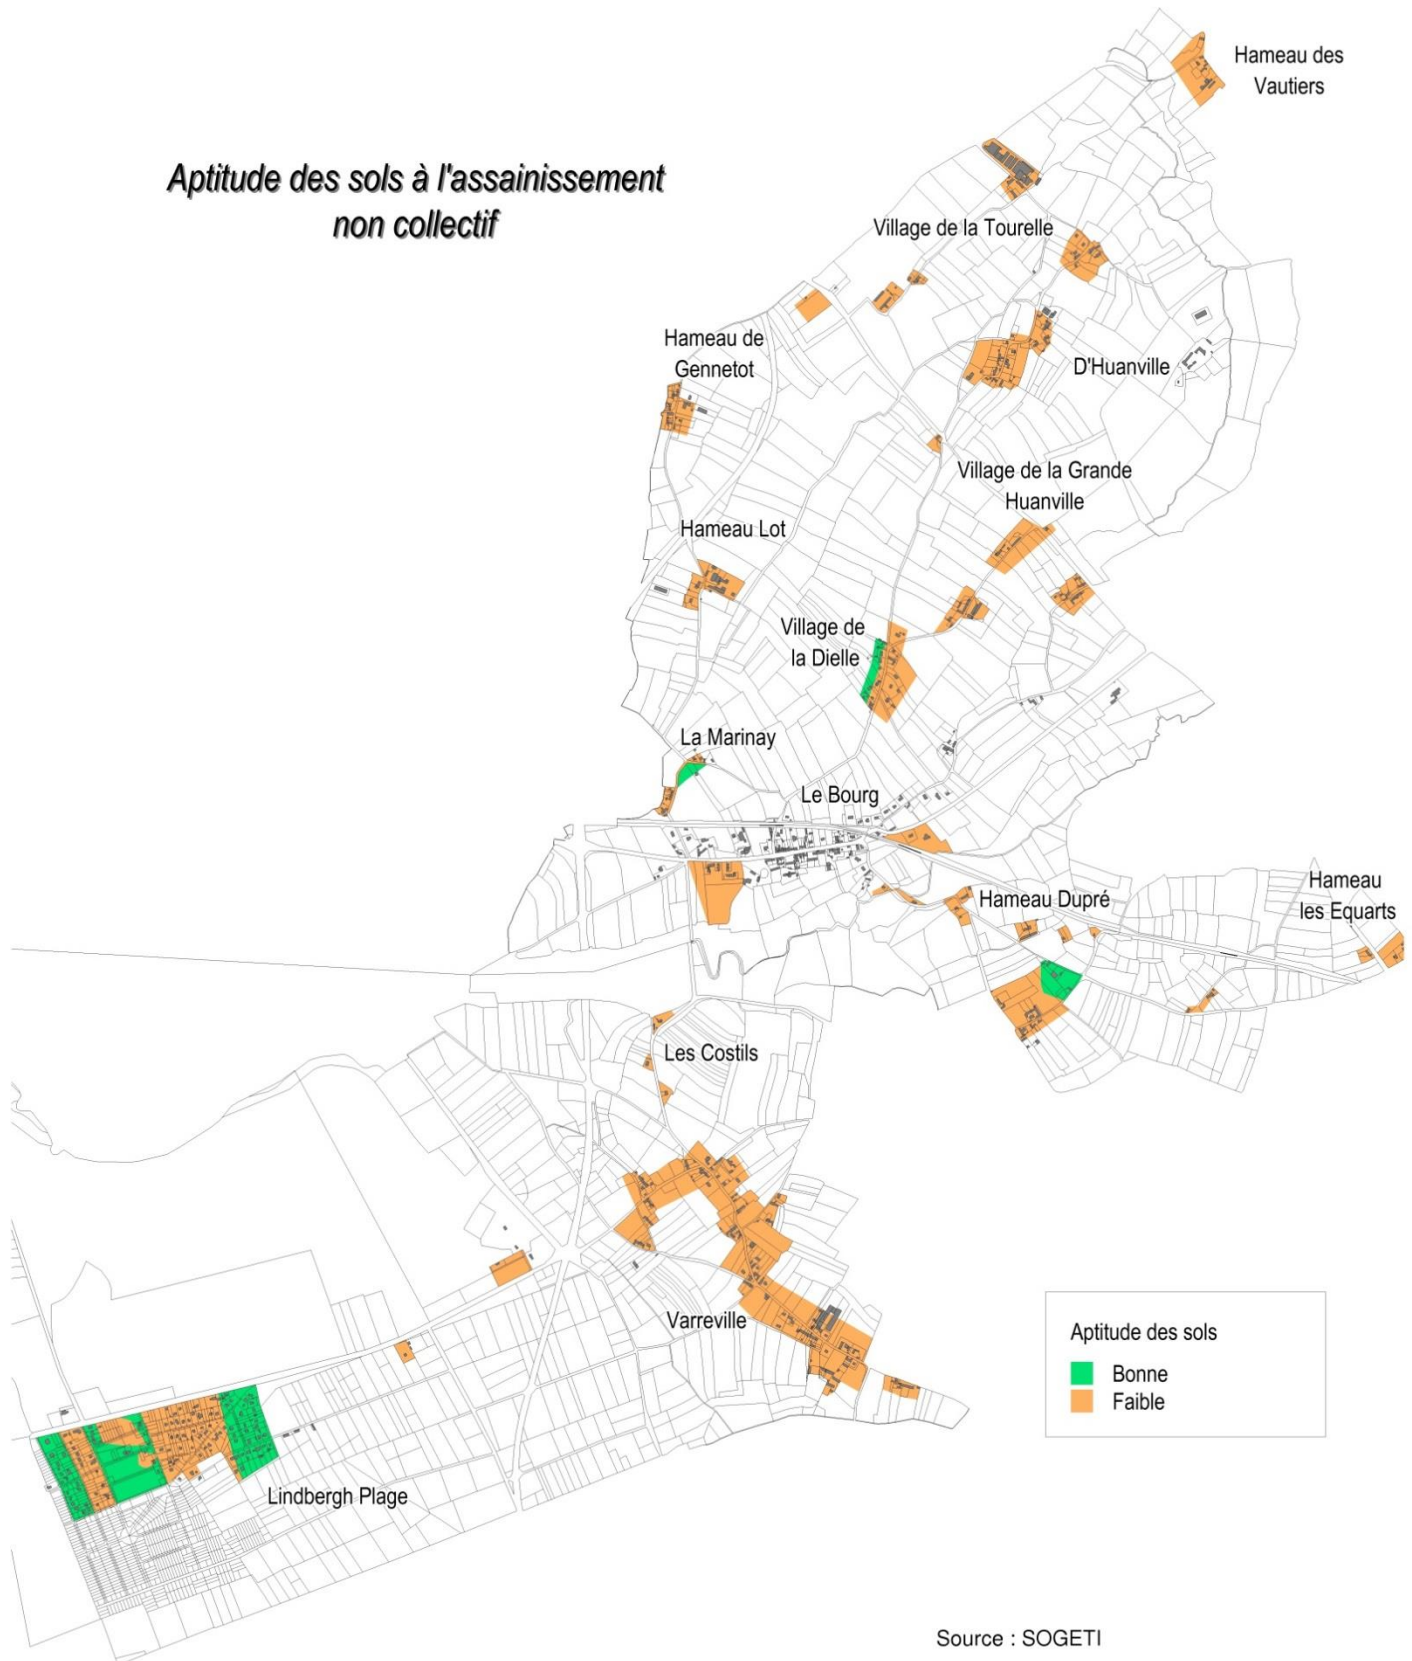 Aptitude des sols à l'assainissement
non collectif
Hameau des
Vautiers
Village de la Tourelle
Hameau de
Gennetot
D'Huanville
Village de la Grande
Huanville
Hameau Lot
Village de
la Dielle
La Marinay
Le Bourg
Hameau Dupré
Hameau
les Equarts
Les Costils
Varreville
Lindbergh Plage
Aptitude des sols
Bonne
Faible
Source : SOGETI